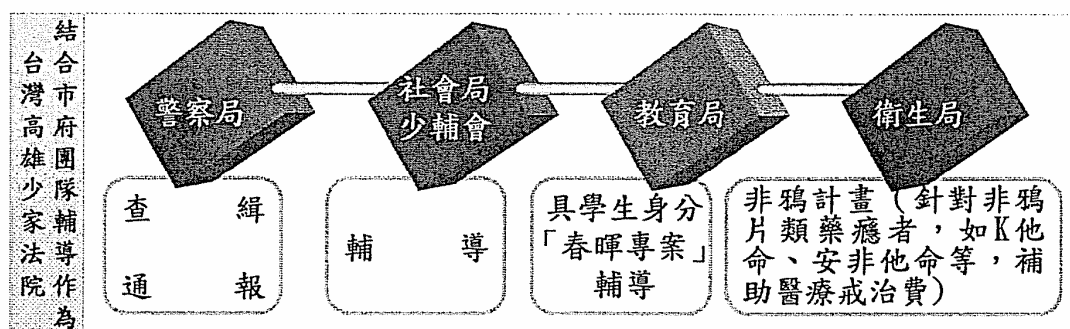 結合市府團隊輔導作為
台灣高雄少家法院
警察局
社會局
少輔會
教育局
衛生局
查緝
通報
輔導
具學生身分
「春暉專案」
輔導
非鴉計畫(針對非鴉
片類藥癮者,如K他
命、安非他命等,補
助醫療戒治費)